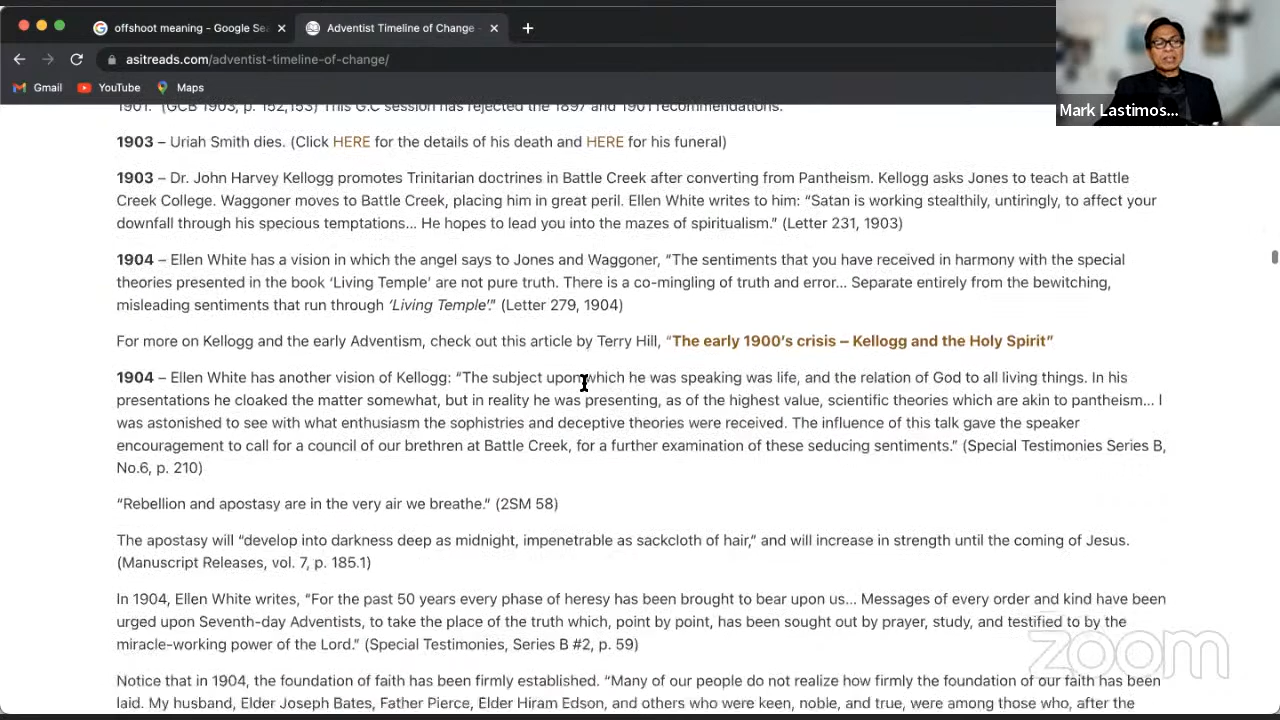 offshoot meaning - Google Sea
Adventist Timeline of Change
asitreads.com/adventist-timeline-of-change/
Gmail YouTube Maps
Mark Lastimos...
1901." (GCB 1903, p. 152,153) This G.C session has rejected the 1897 and 1901 recommendations.
1903 – Uriah Smith dies. (Click HERE for the details of his death and HERE for his funeral)
1903 – Dr. John Harvey Kellogg promotes Trinitarian doctrines in Battle Creek after converting from Pantheism. Kellogg asks Jones to teach at Battle
Creek College. Waggoner moves to Battle Creek, placing him in great peril. Ellen White writes to him: “Satan is working stealthily, untiringly, to affect your
downfall through his specious temptations… He hopes to lead you into the mazes of spiritualism.” (Letter 231, 1903)
1904 – Ellen White has a vision in which the angel says to Jones and Waggoner, “The sentiments that you have received in harmony with the special
theories presented in the book ‘Living Temple’ are not pure truth. There is a co-mingling of truth and error… Separate entirely from the bewitching,
misleading sentiments that run through ‘Living Temple’.” (Letter 279, 1904)
For more on Kellogg and the early Adventism, check out this article by Terry Hill, “The early 1900’s crisis – Kellogg and the Holy Spirit”
1904 – Ellen White has another vision of Kellogg: “The subject upon which he was speaking was life, and the relation of God to all living things. In his
presentations he cloaked the matter somewhat, but in reality he was presenting, as of the highest value, scientific theories which are akin to pantheism… I
was astonished to see with what enthusiasm the sophistries and deceptive theories were received. The influence of this talk gave the speaker
encouragement to call for a council of our brethren at Battle Creek, for a further examination of these seducing sentiments.” (Special Testimonies Series B,
No.6, p. 210)
“Rebellion and apostasy are in the very air we breathe.” (2SM 58)
The apostasy will “develop into darkness deep as midnight, impenetrable as sackcloth of hair,” and will increase in strength until the coming of Jesus.
(Manuscript Releases, vol. 7, p. 185.1)
In 1904, Ellen White writes, “For the past 50 years every phase of heresy has been brought to bear upon us… Messages of every order and kind have been
urged upon Seventh-day Adventists, to take the place of the truth which, point by point, has been sought out by prayer, study, and testified to by the
miracle-working power of the Lord.” (Special Testimonies, Series B #2, p. 59)
zoom
Notice that in 1904, the foundation of faith has been firmly established. “Many of our people do not realize how firmly the foundation of our faith has been
laid. My husband, Elder Joseph Bates, Father Pierce, Elder Hiram Edson, and others who were keen, noble, and true, were among those who, after the